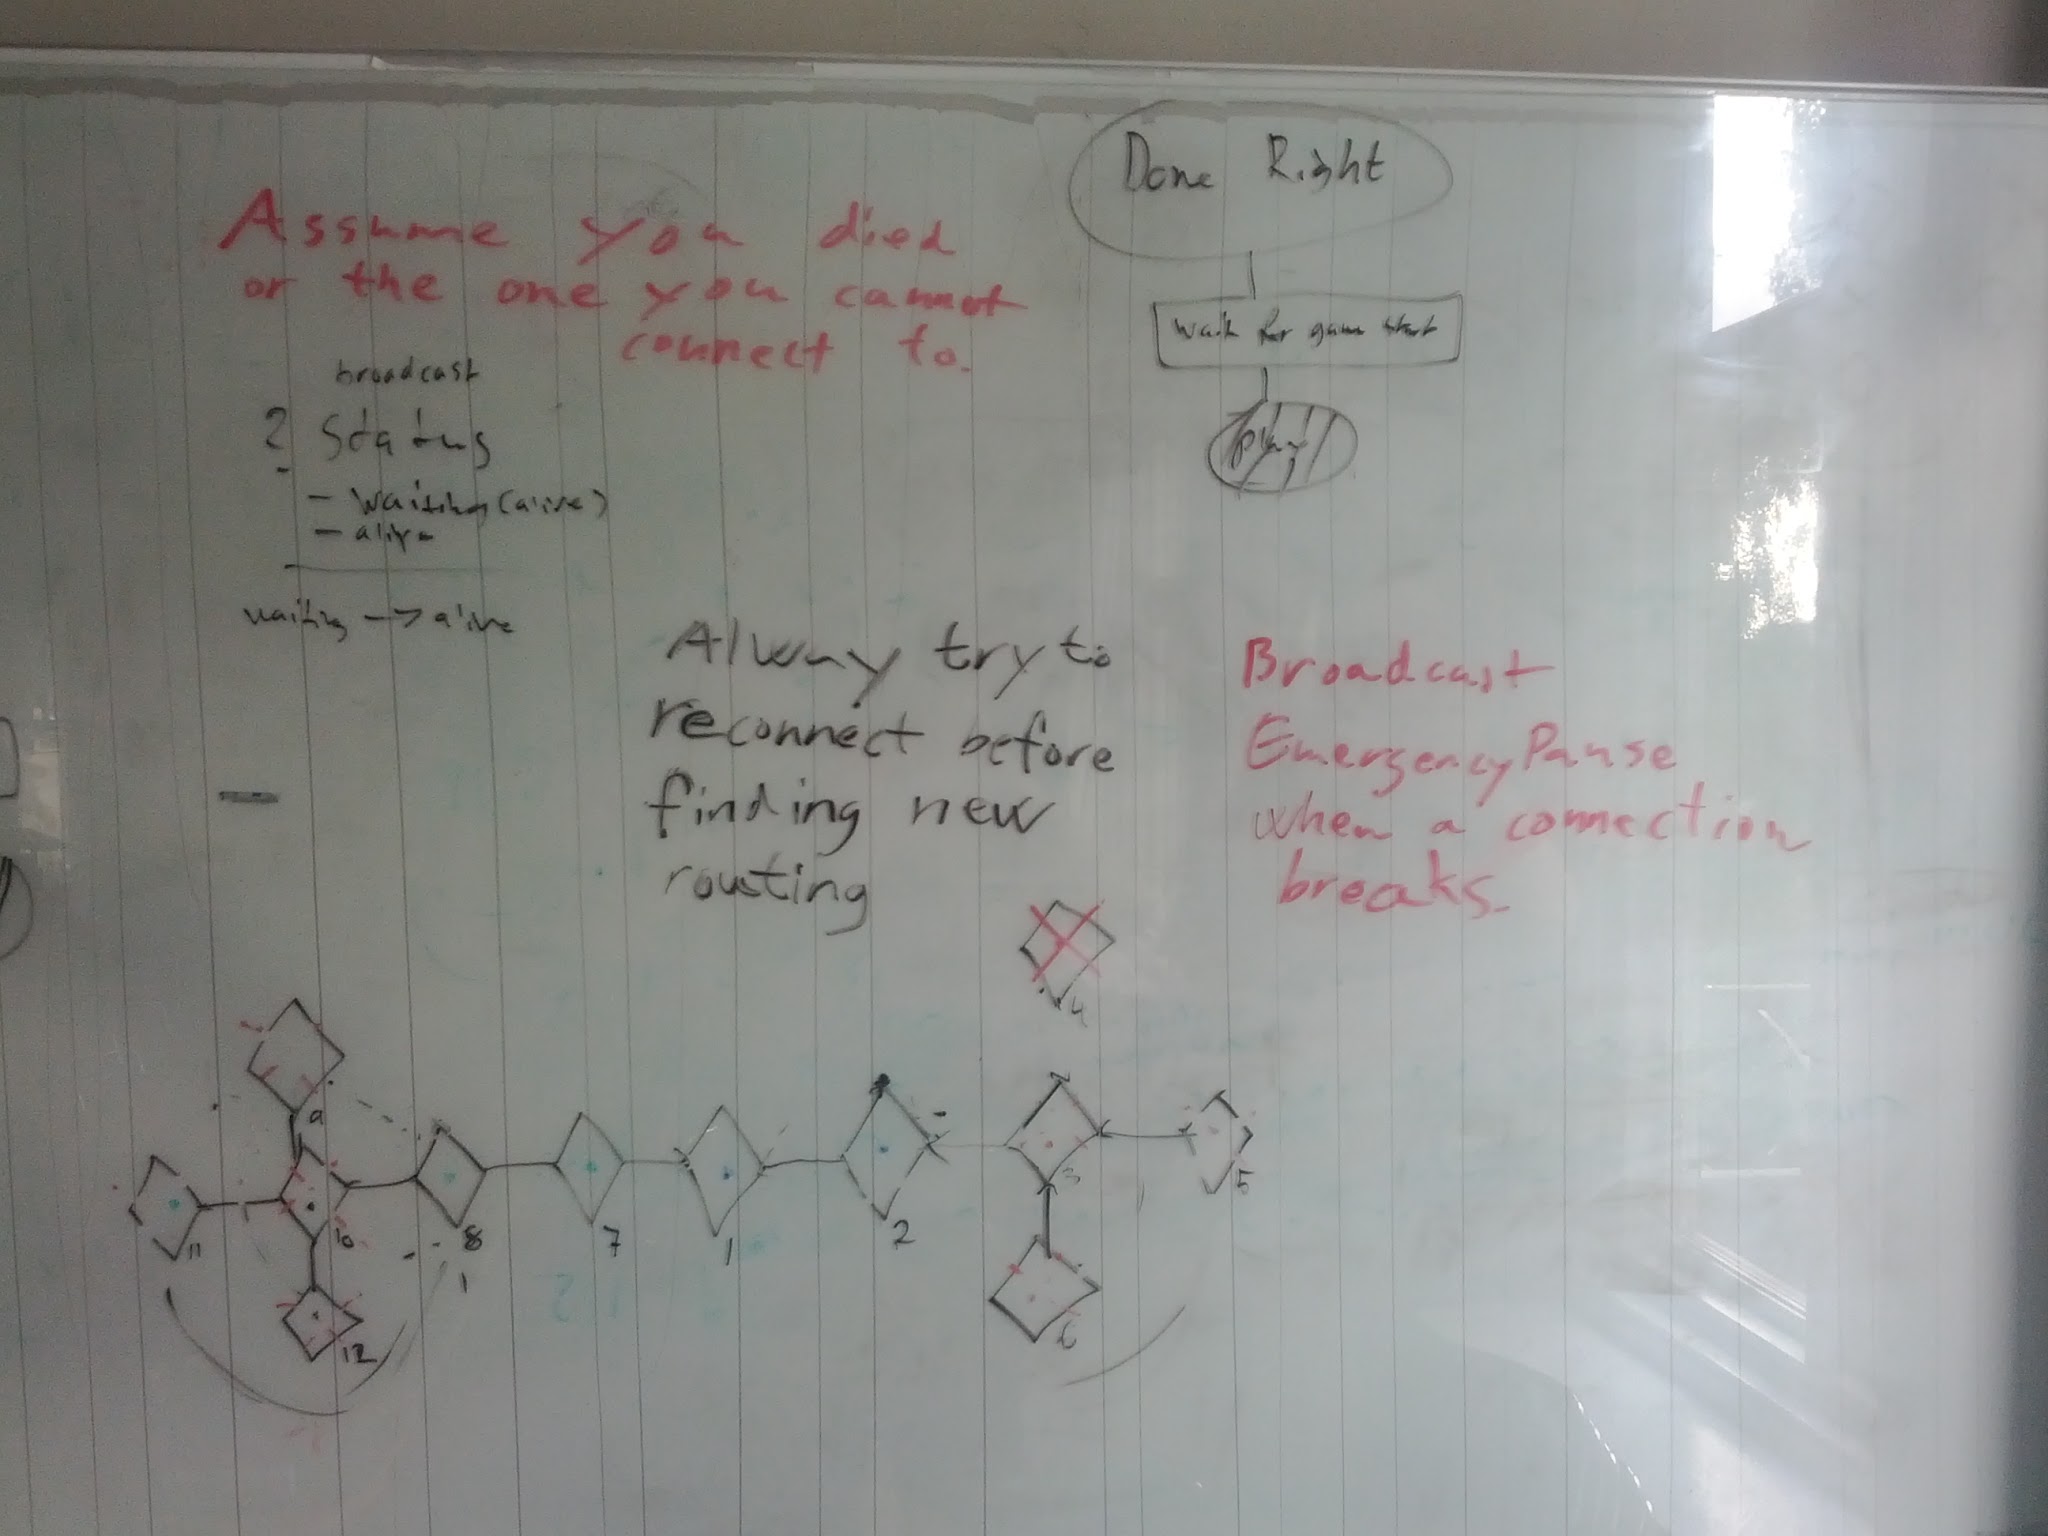 Done Right
wait for game start
play
Assume you died
or the one you cannot
connect to.
broadcast
2 Status
- waiting (alive)
- alive
waiting -> alive
Alway try to
reconnect before
finding new
routing
Broadcast
EmergencyPause
when a connection
breaks.
4
9
11
10
8
1
7
1
2
3
5
12
6